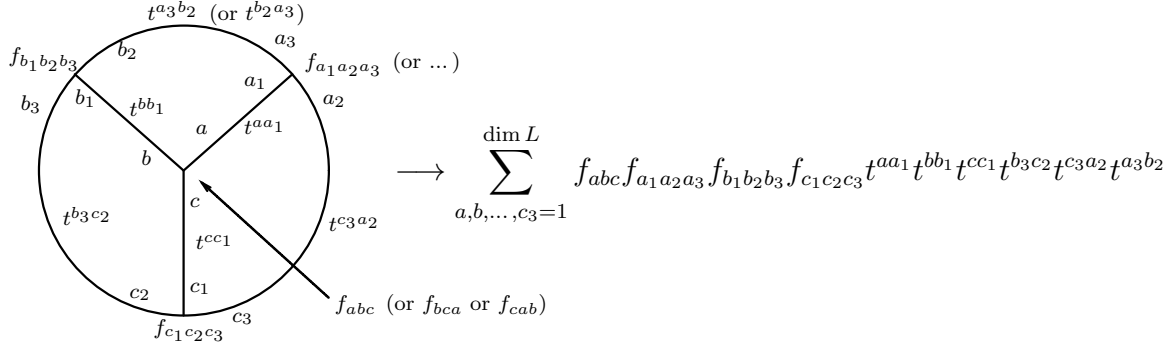 t^{a_3 b_2} (or t^{b_2 a_3})
f_{b_1 b_2 b_3}
b_2
a_3
f_{a_1 a_2 a_3} (or ...)
b_3
b_1
t^{bb_1}
a_1
a_2
a
t^{aa_1}
b
c
t^{b_3 c_2}
t^{cc_1}
t^{c_3 a_2}
c_2
c_1
c_3
f_{c_1 c_2 c_3}
f_{abc} (or f_{bca} or f_{cab})
⟶ \sum_{a,b,...,c_3=1}^{dim L} f_{abc} f_{a_1 a_2 a_3} f_{b_1 b_2 b_3} f_{c_1 c_2 c_3} t^{aa_1} t^{bb_1} t^{cc_1} t^{b_3 c_2} t^{c_3 a_2} t^{a_3 b_2}